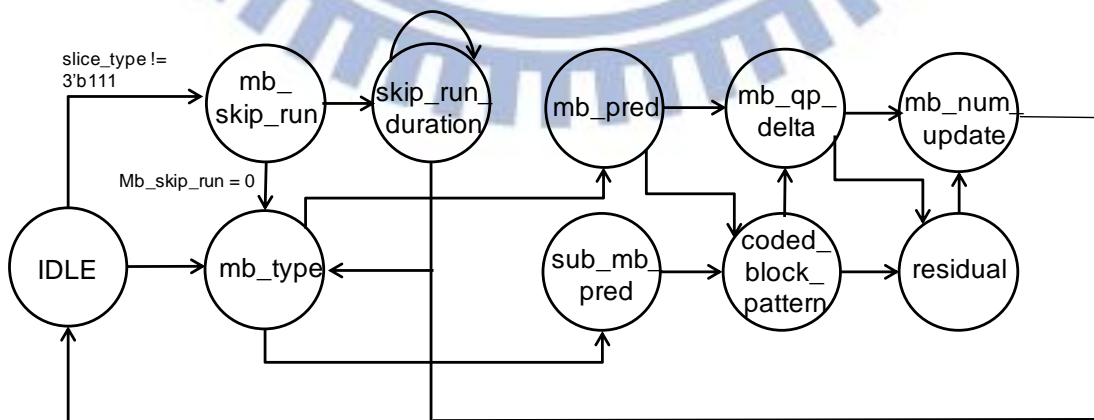 slice_type !=
3'b111
mb_
skip_run
skip_run_
duration
mb_pred
mb_qp_
delta
mb_num_
update
Mb_skip_run = 0
IDLE
mb_type
sub_mb_
pred
coded_
block_
pattern
residual